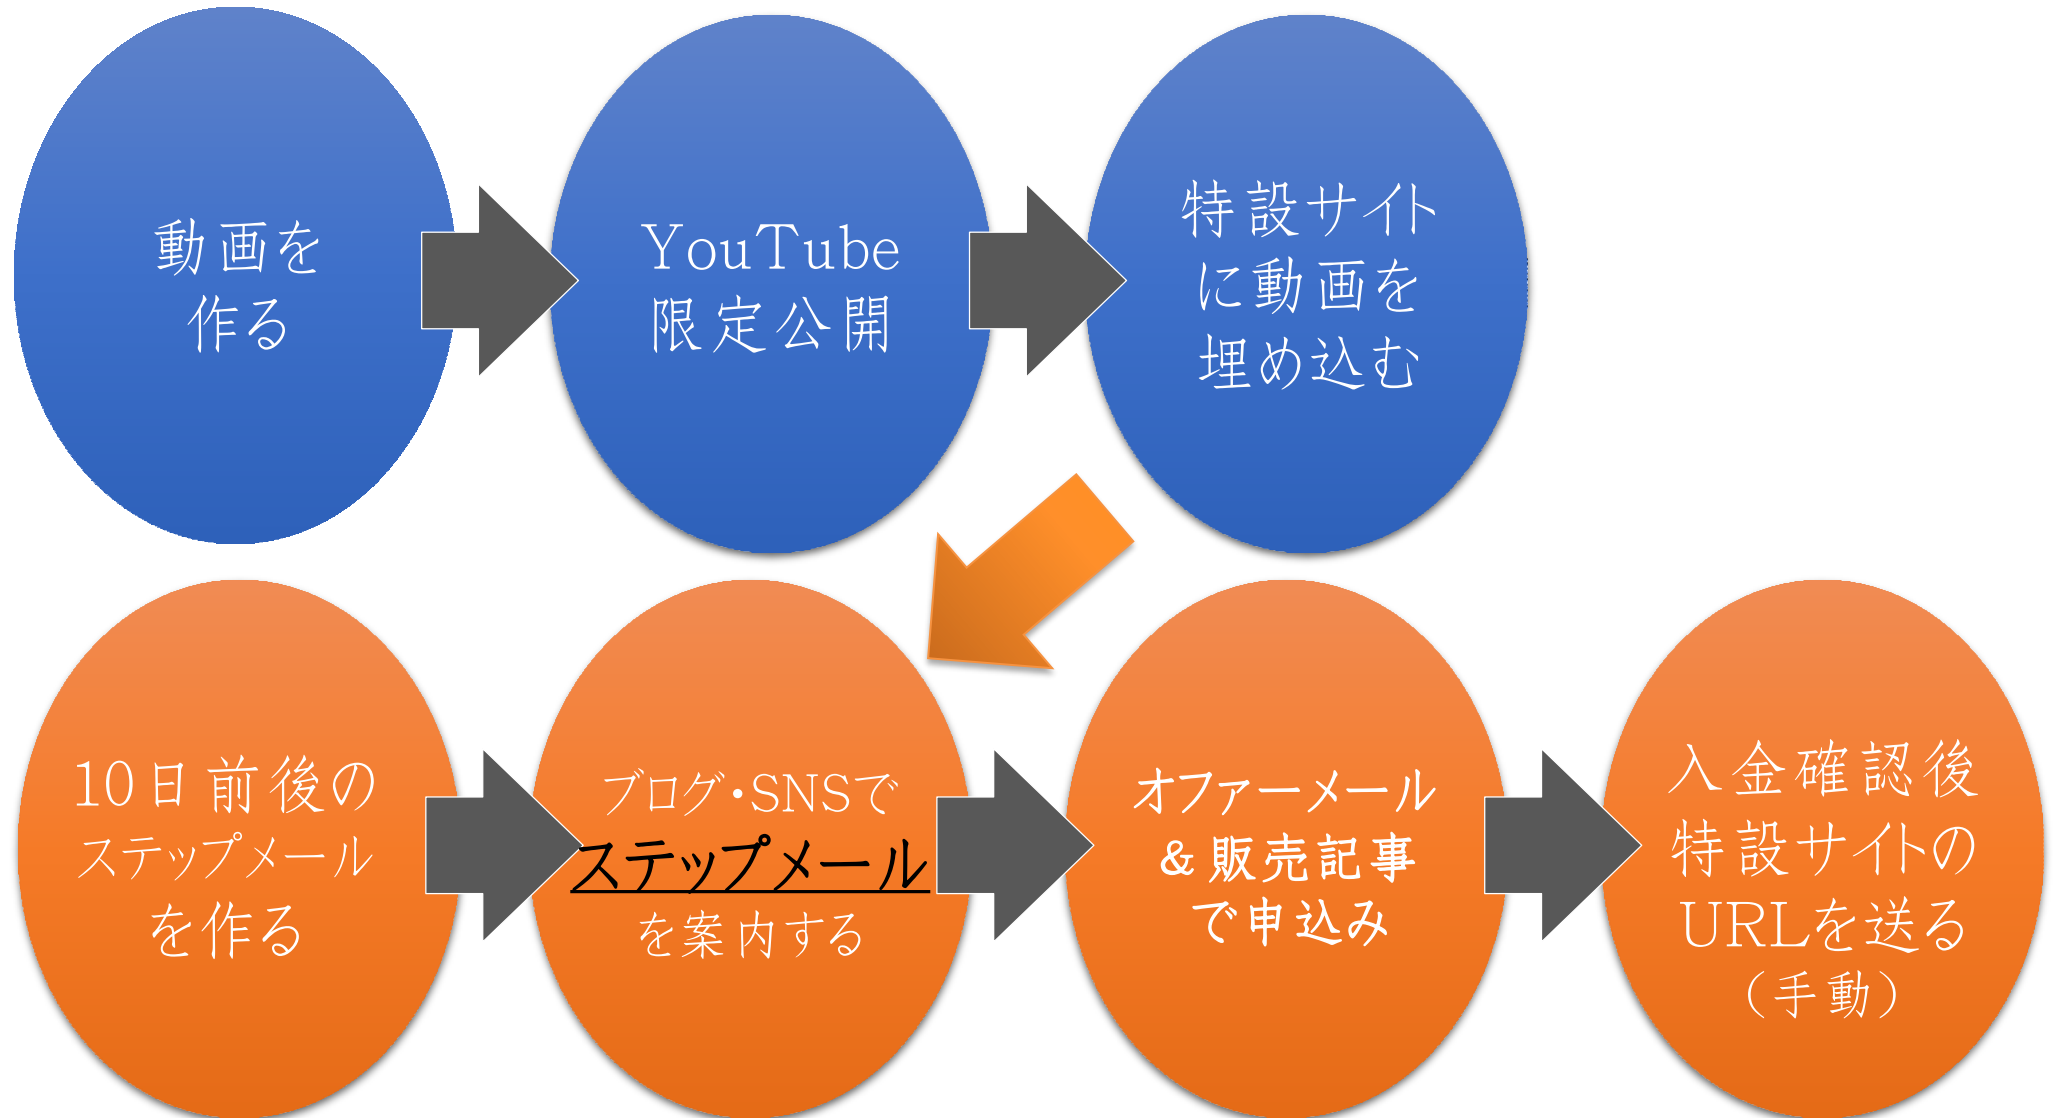 動画を
作る
YouTube
限定公開
特設サイト
に動画を
埋め込む
10日前後の
ステップメール
を作る
ブログ・SNSで
ステップメール
を案内する
オファーメール
&販売記事
で申込み
入金確認後
特設サイトの
URLを送る
（手動）